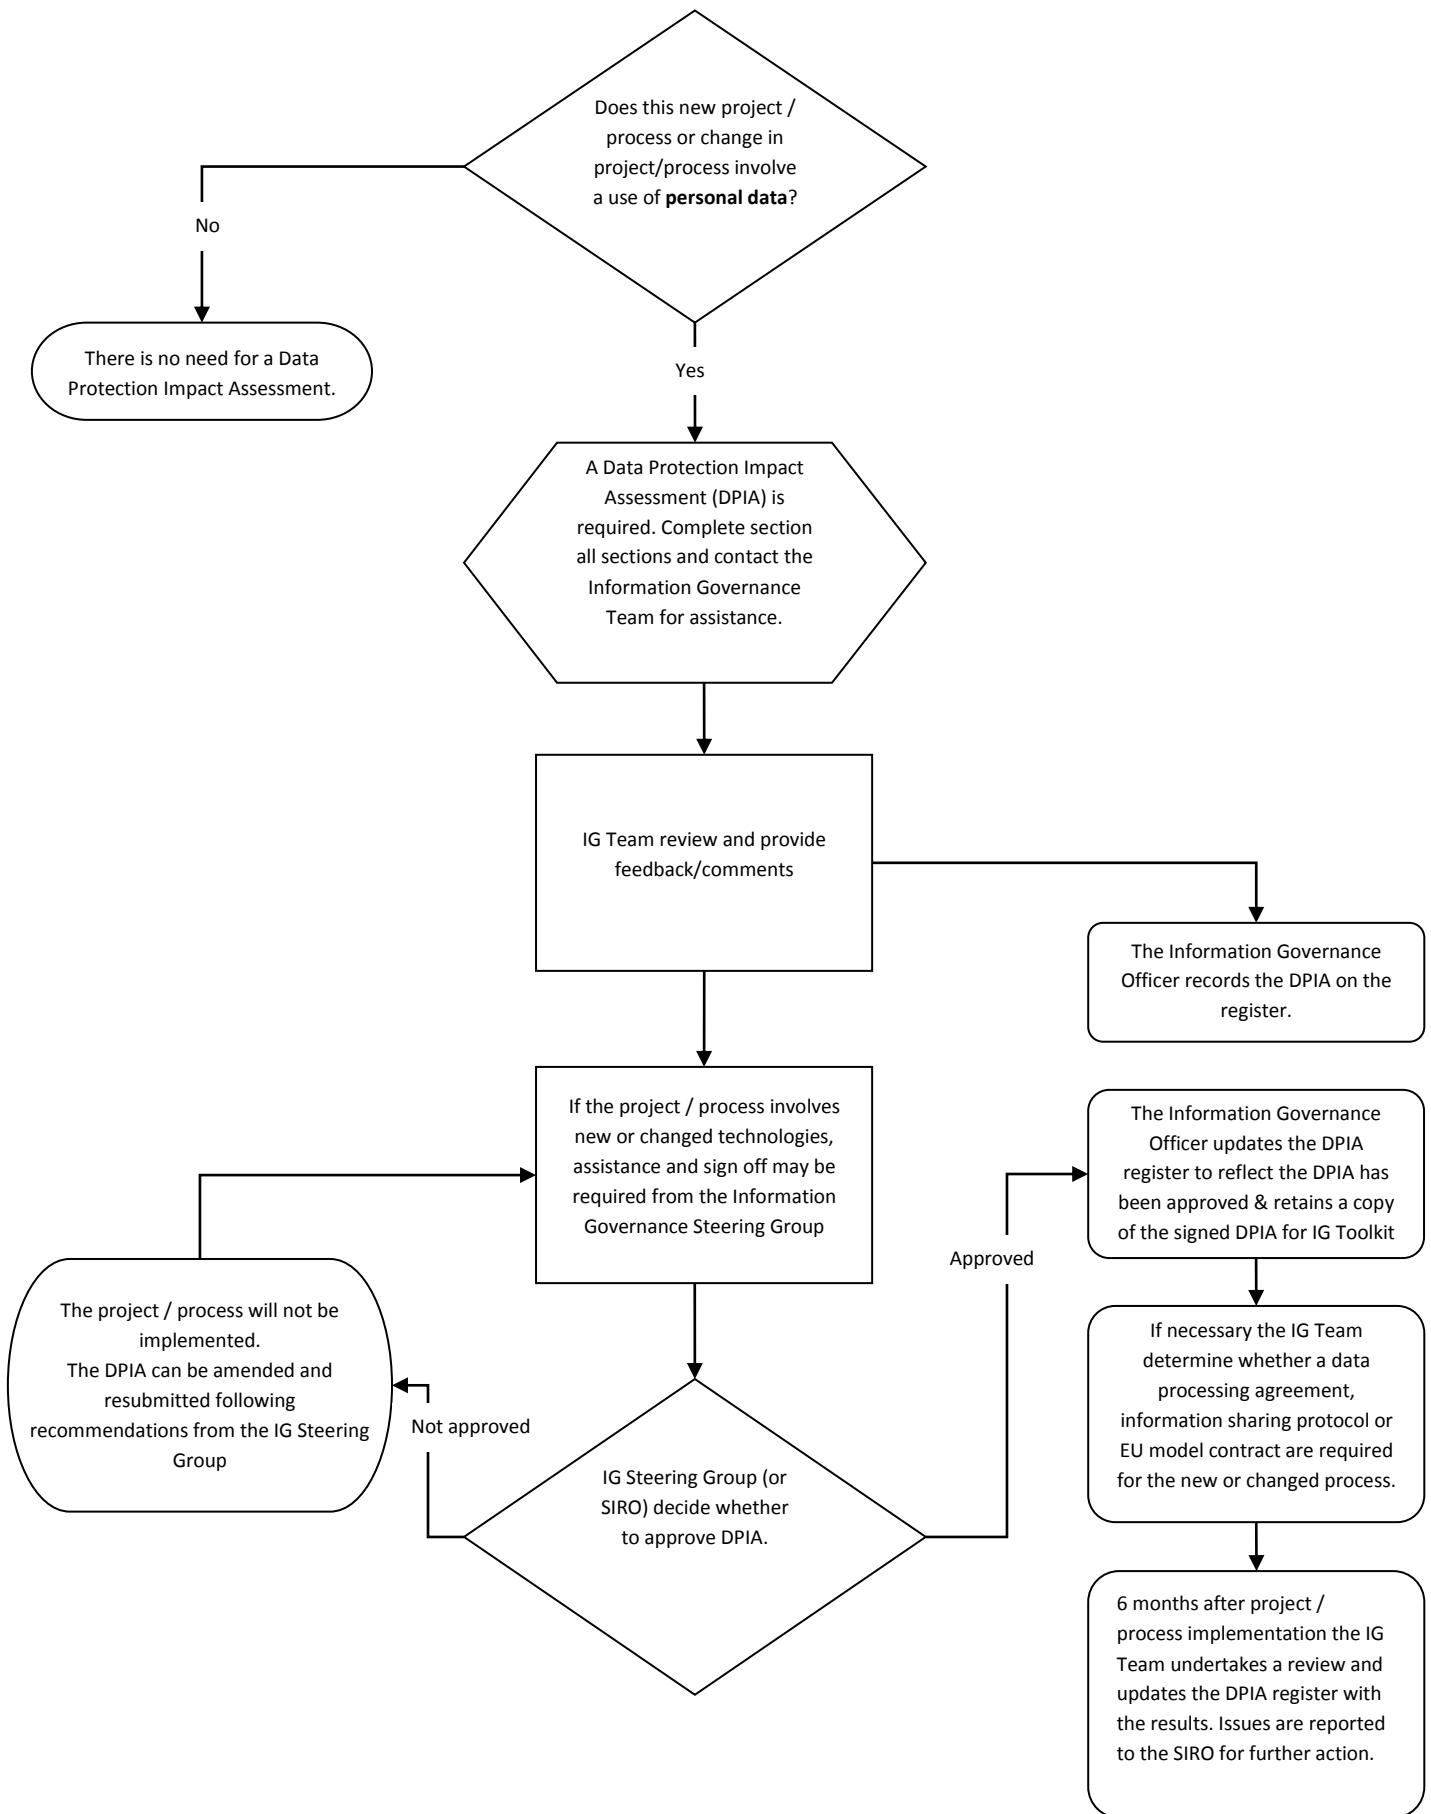 Does this new project /
process or change in
project/process involve
a use of personal data?
No
There is no need for a Data
Protection Impact Assessment.
Yes
A Data Protection Impact
Assessment (DPIA) is
required. Complete section
all sections and contact the
Information Governance
Team for assistance.
IG Team review and provide
feedback/comments
The Information Governance
Officer records the DPIA on the
register.
If the project / process involves
new or changed technologies,
assistance and sign off may be
required from the Information
Governance Steering Group
The Information Governance
Officer updates the DPIA
register to reflect the DPIA has
been approved & retains a copy
of the signed DPIA for IG Toolkit
Approved
The project / process will not be
implemented.
The DPIA can be amended and
resubmitted following
recommendations from the IG Steering
Group
Not approved
If necessary the IG Team
determine whether a data
processing agreement,
information sharing protocol or
EU model contract are required
for the new or changed process.
IG Steering Group (or
SIRO) decide whether
to approve DPIA.
6 months after project /
process implementation the IG
Team undertakes a review and
updates the DPIA register with
the results. Issues are reported
to the SIRO for further action.